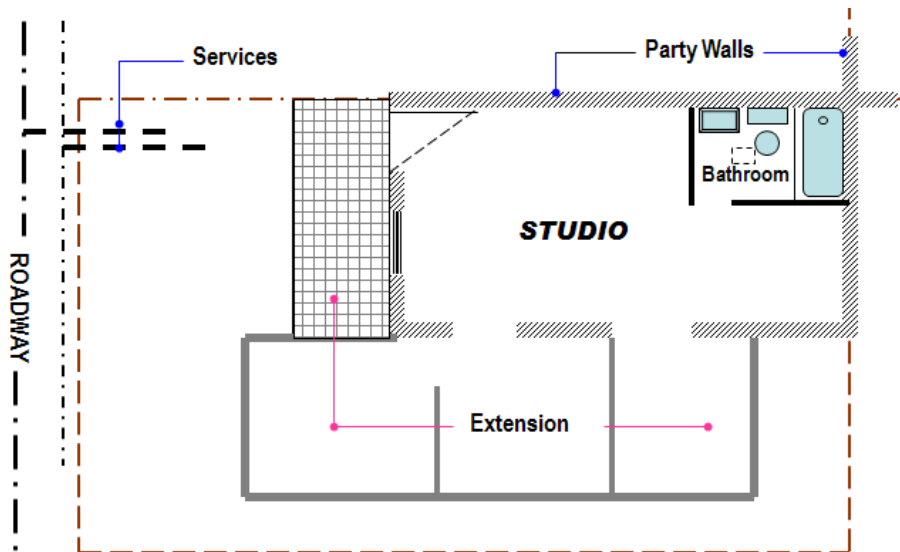 Services
Party Walls
Bathroom
STUDIO
ROADWAY
Extension